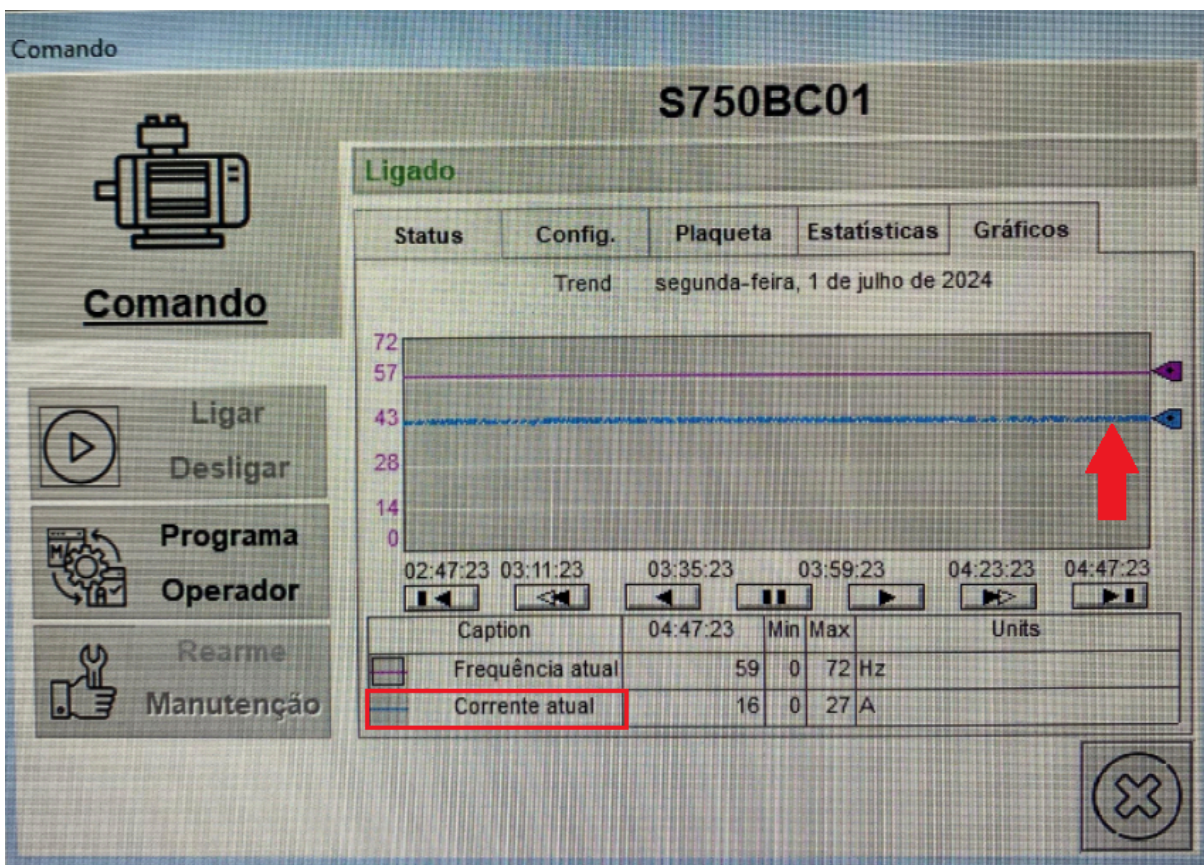 Comando
S750BC01
Comando
Ligado
Status Config. Plaqueta Estatísticas Gráficos
Trend segunda-feira, 1 de julho de 2024
72
57
43
28
14
0
02:47:23 03:11:23 03:35:23 03:59:23 04:23:23 04:47:23
Caption 04:47:23 Min Max Units
Frequência atual 59 0 72 Hz
Corrente atual 16 0 27 A
Ligar
Desligar
Programa
Operador
Rearme
Manutenção